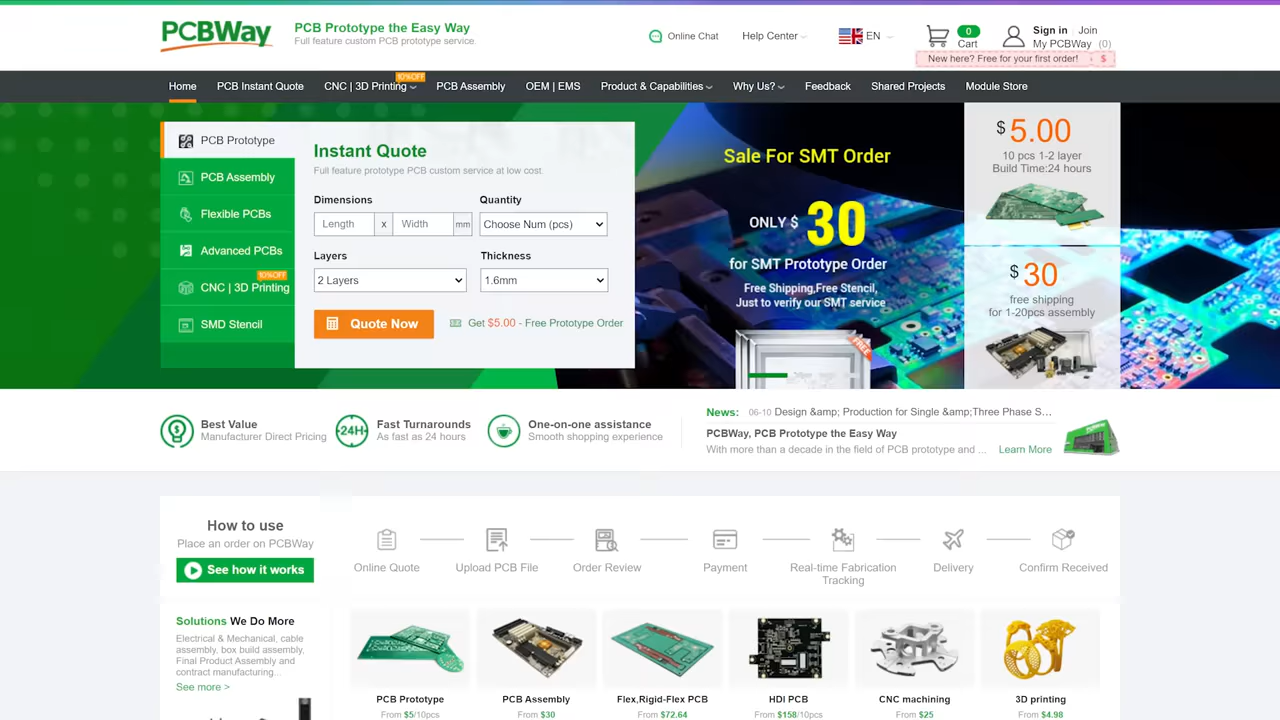 PCBWay
PCB Prototype the Easy Way
Full feature custom PCB prototype service.
Online Chat
Help Center
EN
0
Cart
Sign in
Join
My PCBWay (0)
New here? Free for your first order!
$
Home
PCB Instant Quote
CNC | 3D Printing
10%OFF
PCB Assembly
OEM | EMS
Product & Capabilities
Why Us?
Feedback
Shared Projects
Module Store
PCB Prototype
PCB Assembly
Flexible PCBs
Advanced PCBs
10%OFF
CNC | 3D Printing
SMD Stencil
Instant Quote
Full feature prototype PCB custom service at low cost.
Dimensions
Quantity
Length x Width mm
Choose Num (pcs)
Layers
Thickness
2 Layers
1.6mm
Quote Now
Get $5.00 - Free Prototype Order
Sale For SMT Order
ONLY $ 30
for SMT Prototype Order
Free Shipping,Free Stencil,
Just to verify our SMT service
FREE
$ 5.00
10 pcs 1-2 layer
Build Time:24 hours
$ 30
free shipping
for 1-20pcs assembly
Best Value
Manufacturer Direct Pricing
24H
Fast Turnarounds
As fast as 24 hours
One-on-one assistance
Smooth shopping experience
News: 06-10 Design &amp; Production for Single &amp;Three Phase S...
PCBWay, PCB Prototype the Easy Way
With more than a decade in the field of PCB prototype and ... Learn More
How to use
Place an order on PCBWay
See how it works
Online Quote
Upload PCB File
Order Review
Payment
Real-time Fabrication
Tracking
Delivery
Confirm Received
Solutions We Do More
Electrical & Mechanical, cable
assembly, box build assembly,
Final Product Assembly and
contract manufacturing...
See more >
PCB Prototype
From $5/10pcs
PCB Assembly
From $30
Flex,Rigid-Flex PCB
From $72.64
HDI PCB
From $158/10pcs
CNC machining
From $25
3D printing
From $4.98